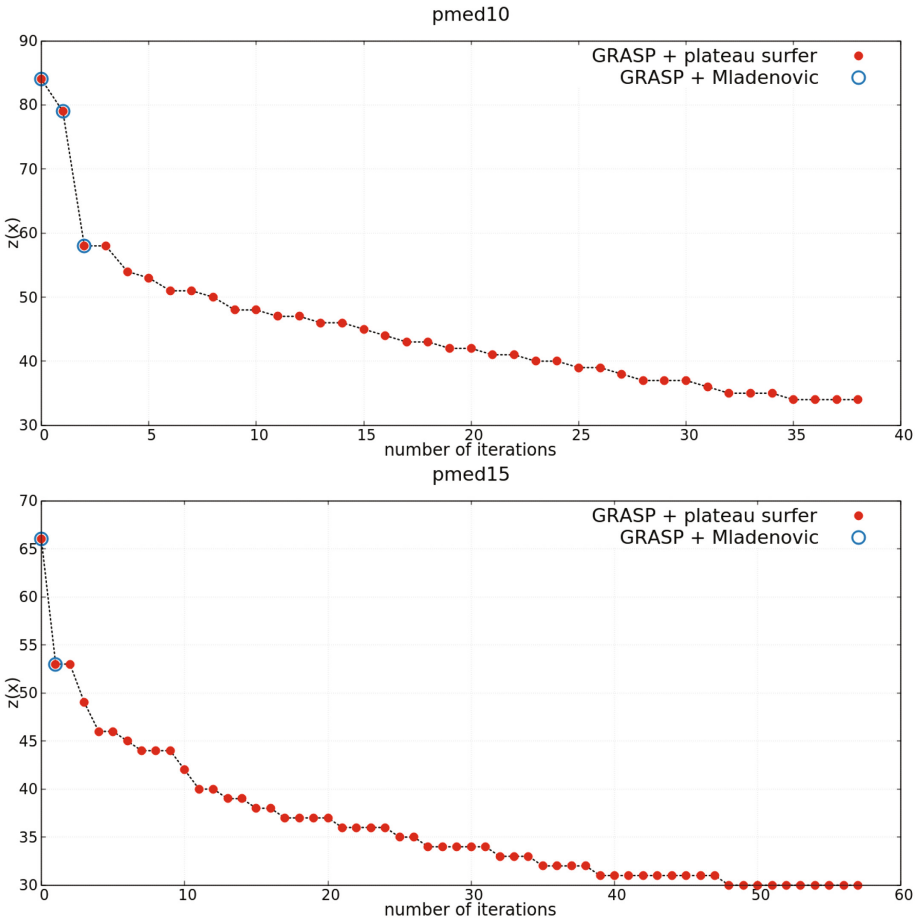 pmed10
90
GRASP + plateau surfer
GRASP + Mladenovic
80
70
60
z(x)
50
40
30
0 5 10 15 20 25 30 35 40
number of iterations
pmed15
70
GRASP + plateau surfer
GRASP + Mladenovic
65
60
55
50
z(x)
45
40
35
30
0 10 20 30 40 50 60
number of iterations